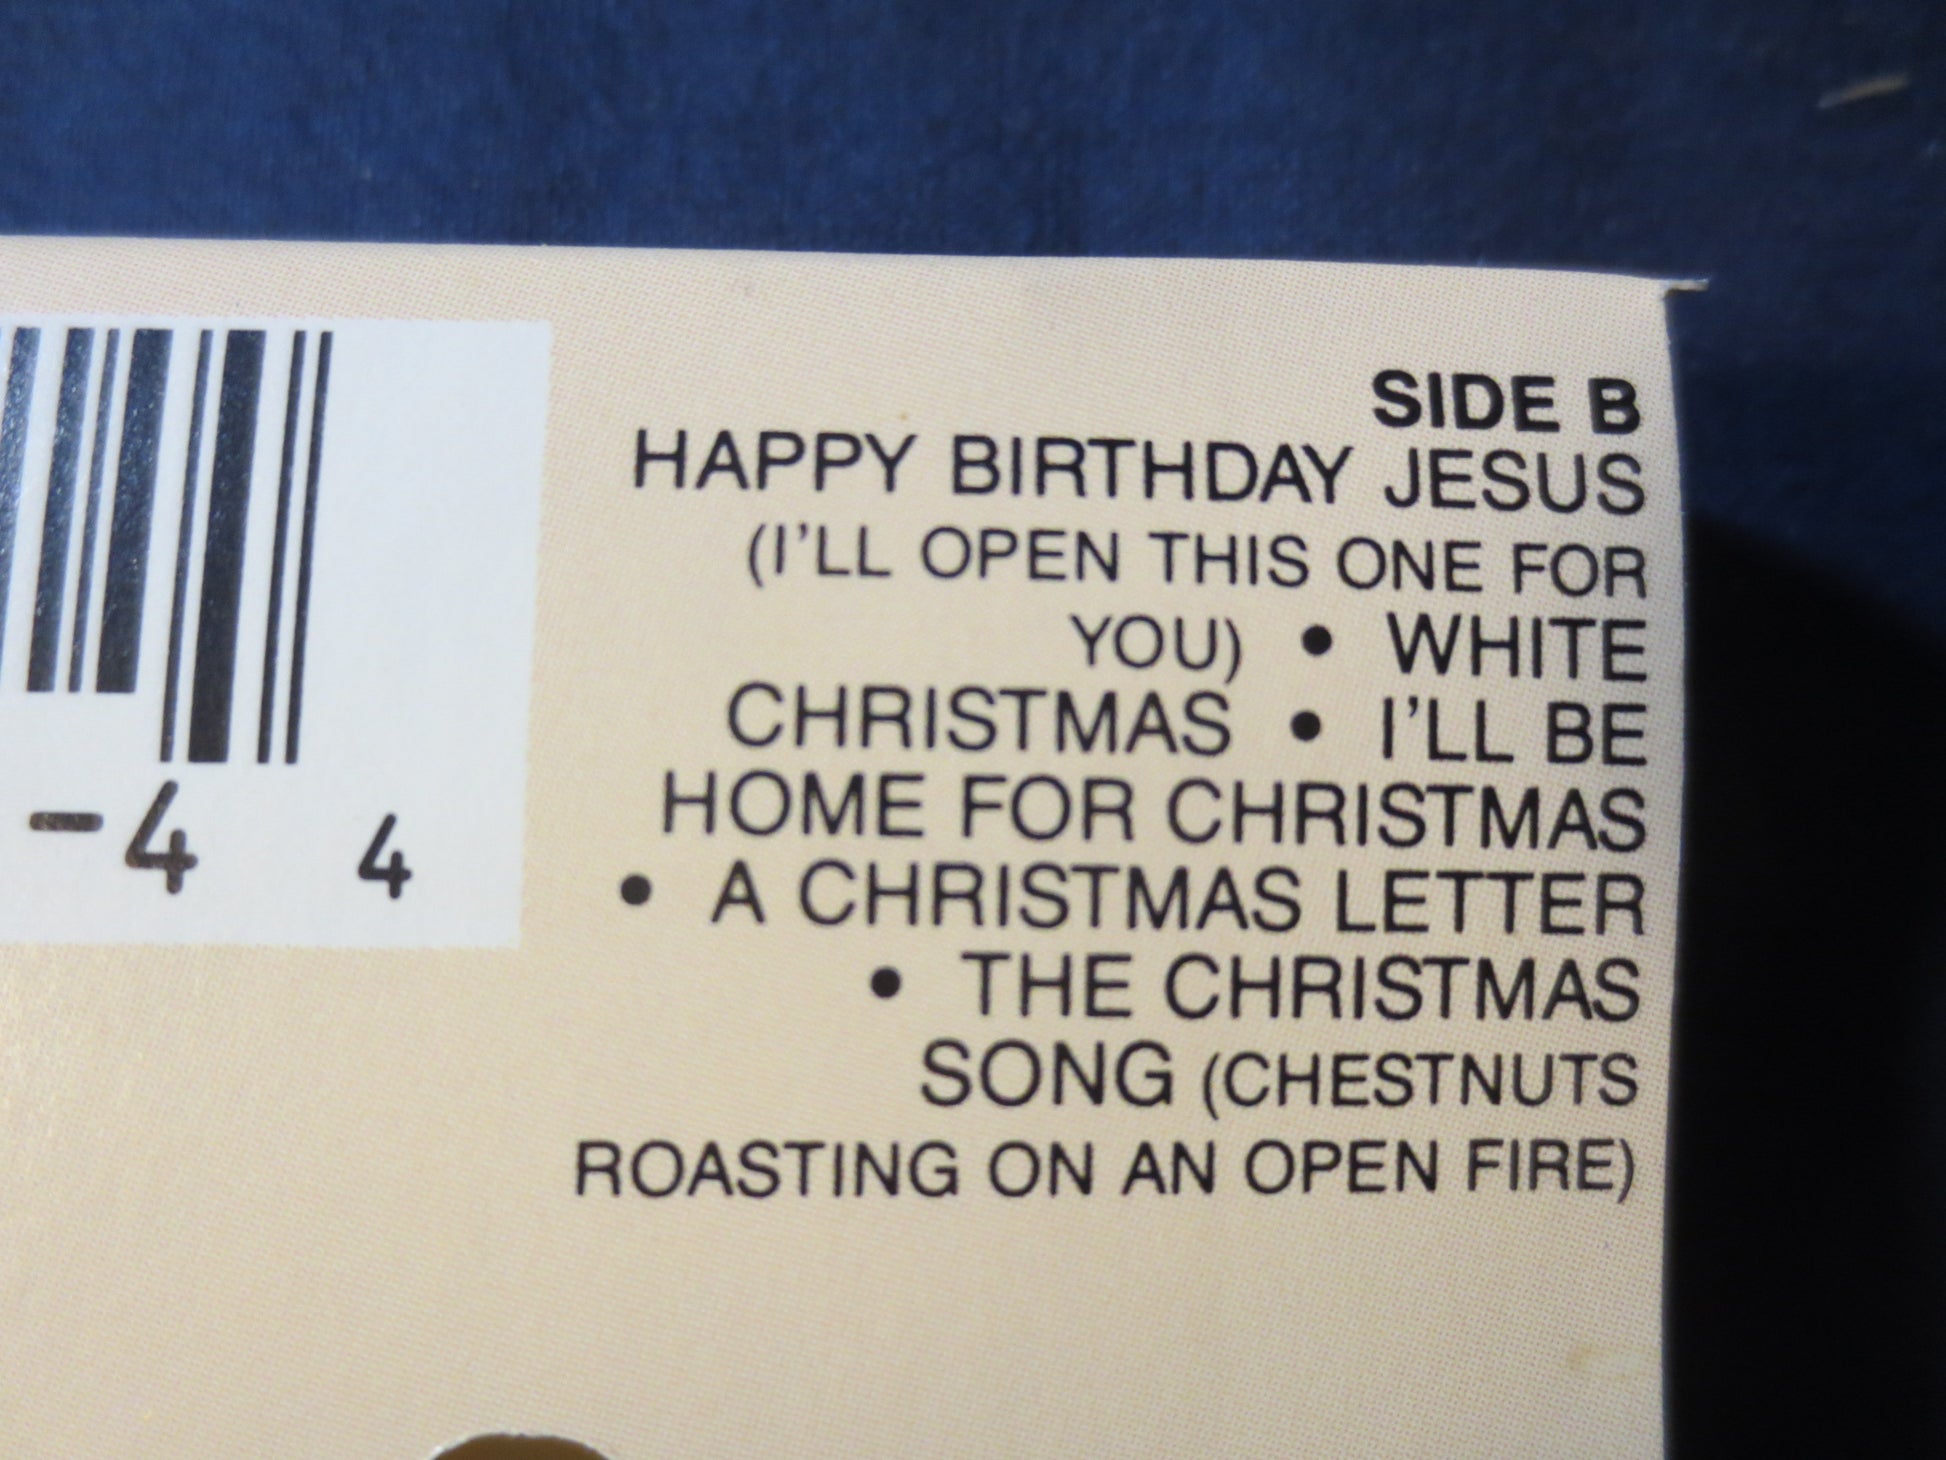 SIDE B
HAPPY BIRTHDAY JESUS
(I'LL OPEN THIS ONE FOR
YOU) • WHITE
CHRISTMAS • I'LL BE
HOME FOR CHRISTMAS
• A CHRISTMAS LETTER
• THE CHRISTMAS
SONG (CHESTNUTS
ROASTING ON AN OPEN FIRE)
-4 4